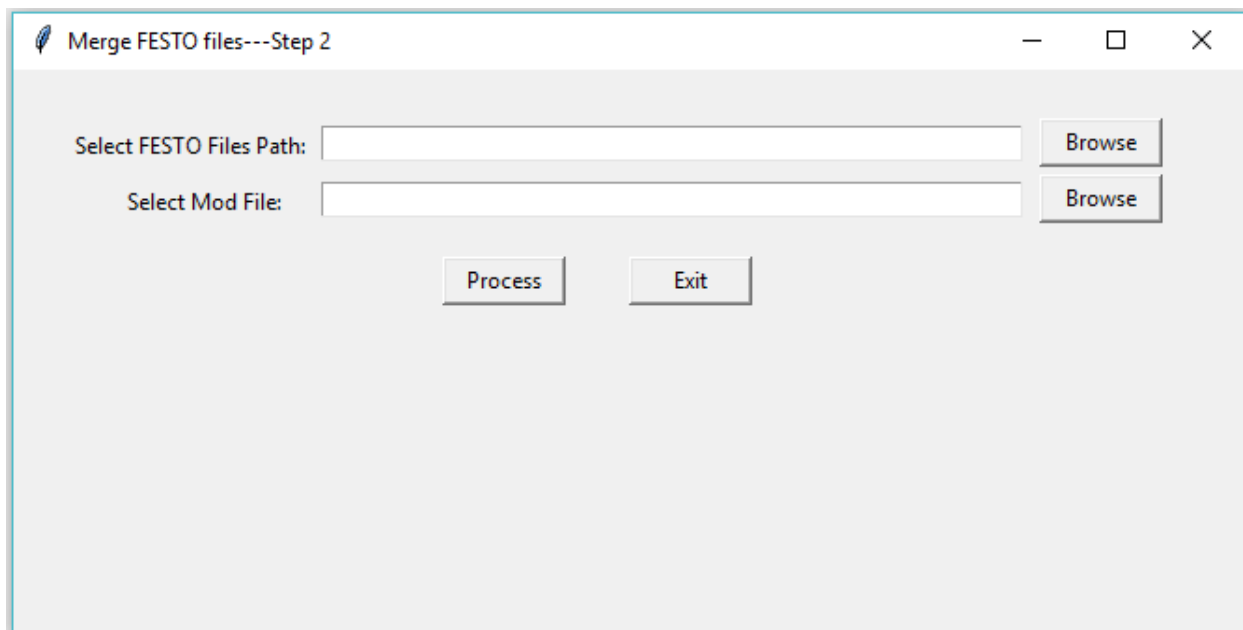 Merge FESTO files---Step 2
Select FESTO Files Path: Browse
Select Mod File: Browse
Process Exit